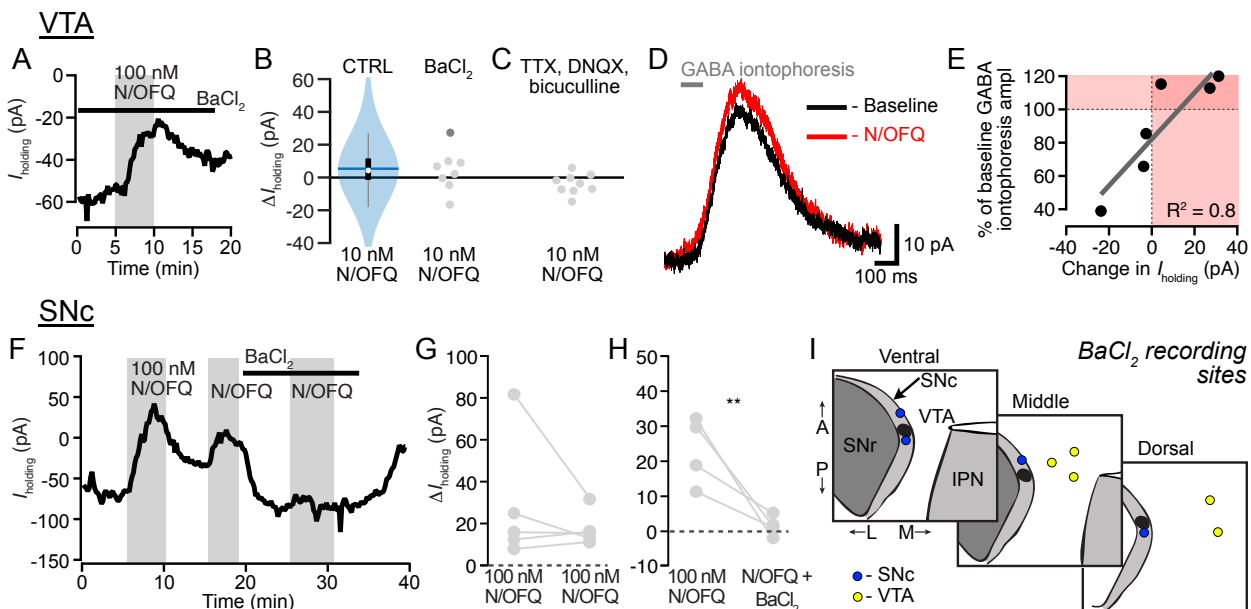 VTA
A
0
-20
-40
-60
I holding (pA)
100 nM
N/OFQ
BaCl2
0 5 10 15 20
Time (min)
B
CTRL
BaCl2
60
40
20
0
-20
-40
Δ I holding (pA)
10 nM
N/OFQ
10 nM
N/OFQ
C
TTX, DNQX,
bicuculline
10 nM
N/OFQ
D
GABA iontophoresis
- Baseline
- N/OFQ
10 pA
100 ms
E
% of baseline GABA
iontophoresis ampl
120
100
80
60
40
R2 = 0.8
-40 -20 0 20 40
Change in I holding (pA)
SNc
F
100
50
0
-50
-100
-150
I holding (pA)
100 nM
N/OFQ
N/OFQ
BaCl2
N/OFQ
0 10 20 30 40
Time (min)
G
100
80
60
40
20
0
ΔI holding (pA)
100 nM
N/OFQ
100 nM
N/OFQ
H
50
40
30
20
10
0
-10
**
100 nM
N/OFQ
N/OFQ +
BaCl2
I
Ventral
BaCl2 recording
sites
SNc
VTA
A
P
SNr
IPN
L M
Middle
Dorsal
- SNc
- VTA